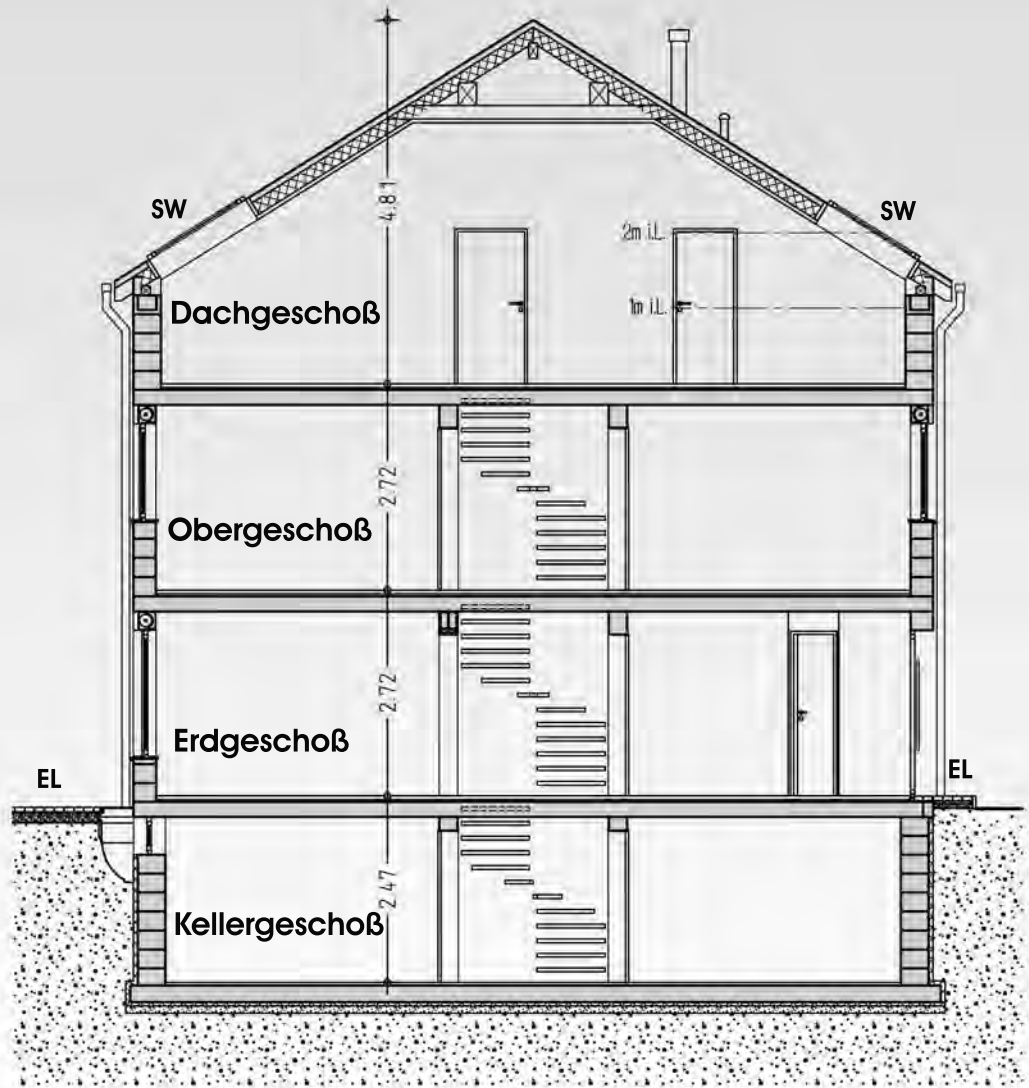 4.81
SW
SW
2m i.L.
1m i.L.
Dachgeschoß
2.72
Obergeschoß
2.72
Erdgeschoß
EL
EL
2.47
Kellergeschoß